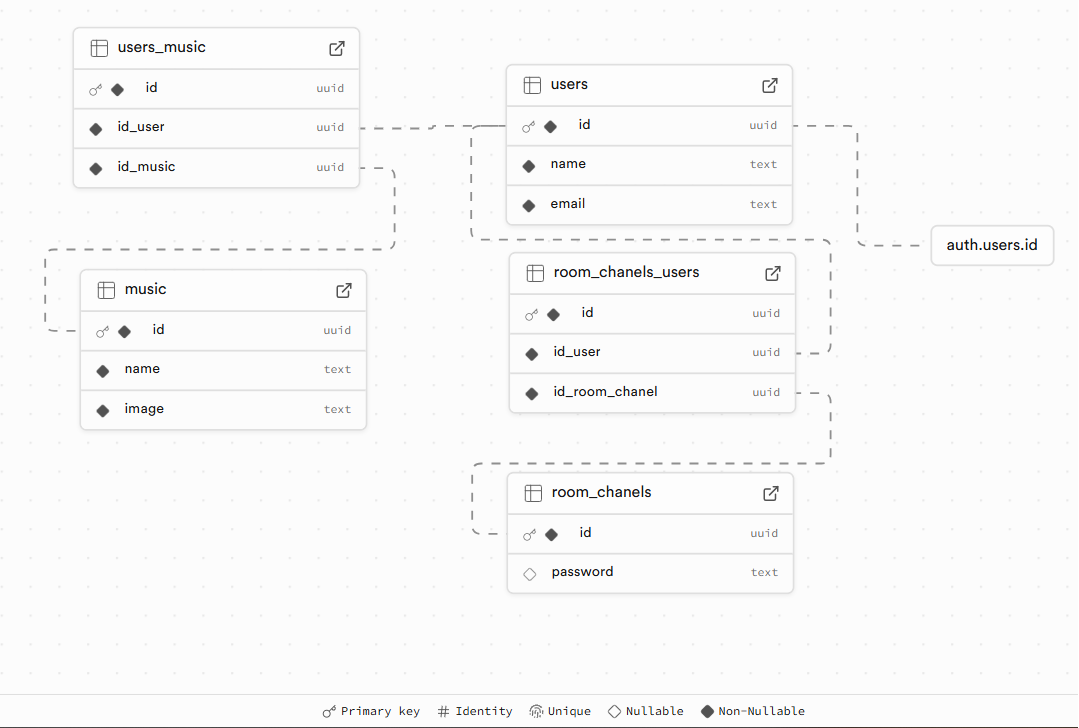 users_music
id uuid
id_user uuid
id_music uuid
users
id uuid
name text
email text
auth.users.id
music
id uuid
name text
image text
room_chanels_users
id uuid
id_user uuid
id_room_chanel uuid
room_chanels
id uuid
password text
Primary key Identity Unique Nullable Non-Nullable